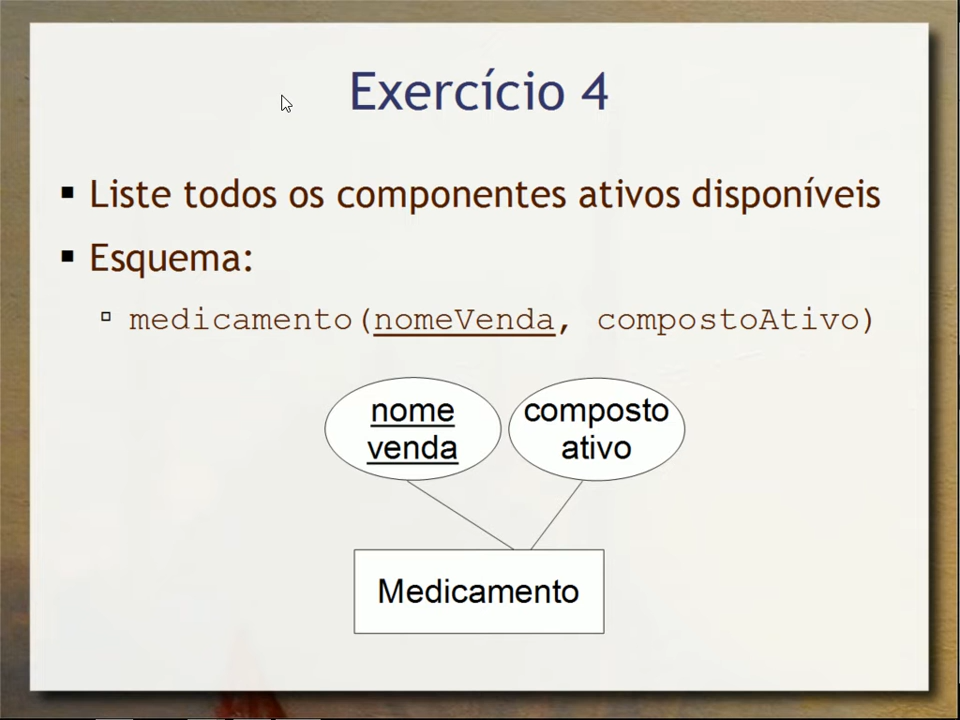 Exercício 4
Liste todos os componentes ativos disponíveis
Esquema:
medicamento(nomeVenda, compostoAtivo)
nome
venda
composto
ativo
Medicamento